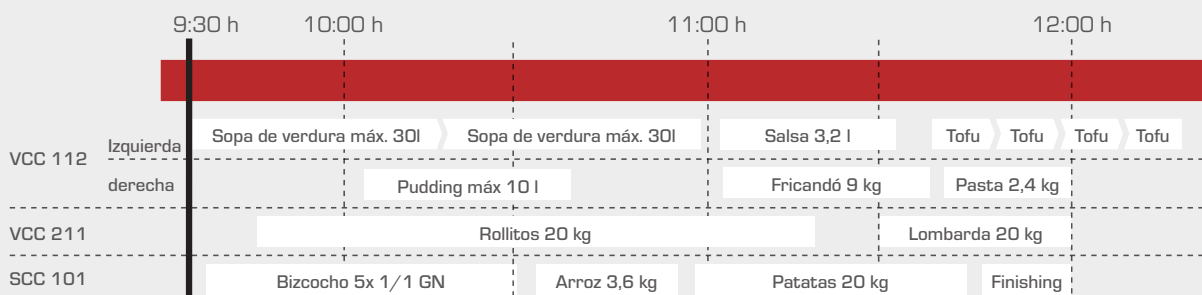 9:30 h 10:00 h 11:00 h 12:00 h
Izquierda Sopa de verdura máx. 30l Sopa de verdura máx. 30l Salsa 3,2 l Tofu Tofu Tofu Tofu
VCC 112
derecha Pudding máx 10 l Fricandó 9 kg Pasta 2,4 kg
VCC 211 Rollitos 20 kg Lombarda 20 kg
SCC 101 Bizcocho 5x 1/1 GN Arroz 3,6 kg Patatas 20 kg Finishing